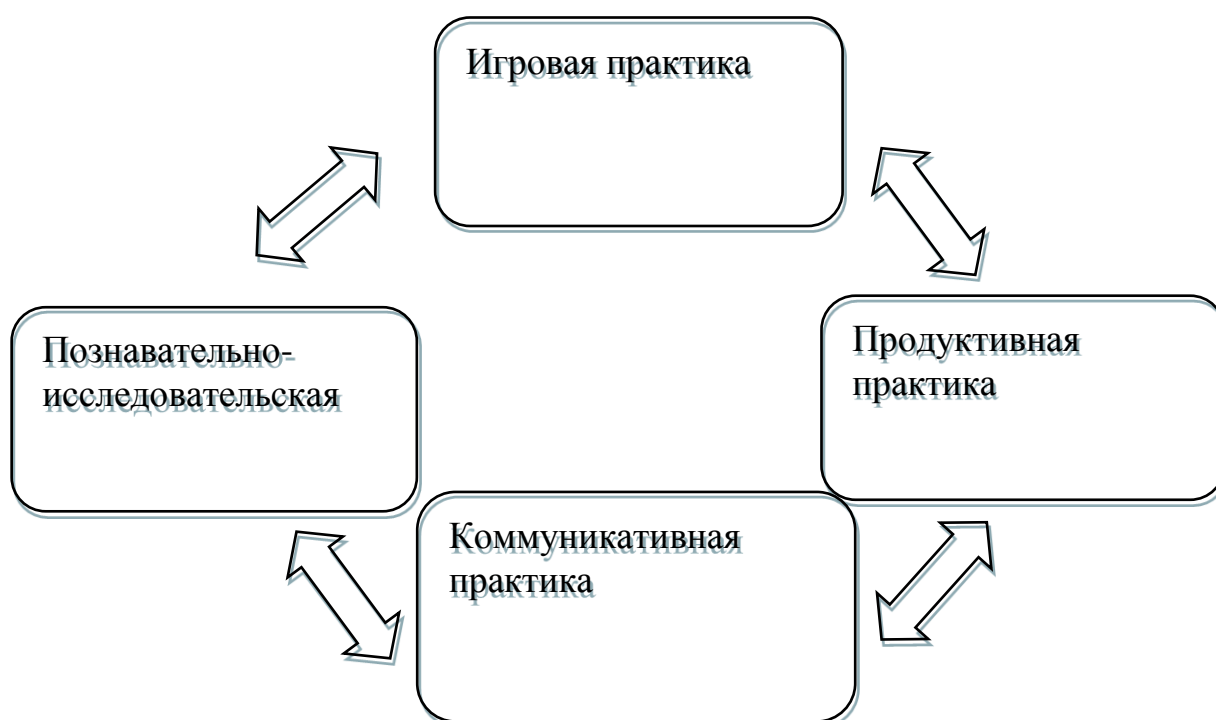 Игровая практика
Познавательно-
исследовательская
Продуктивная
практика
Коммуникативная
практика